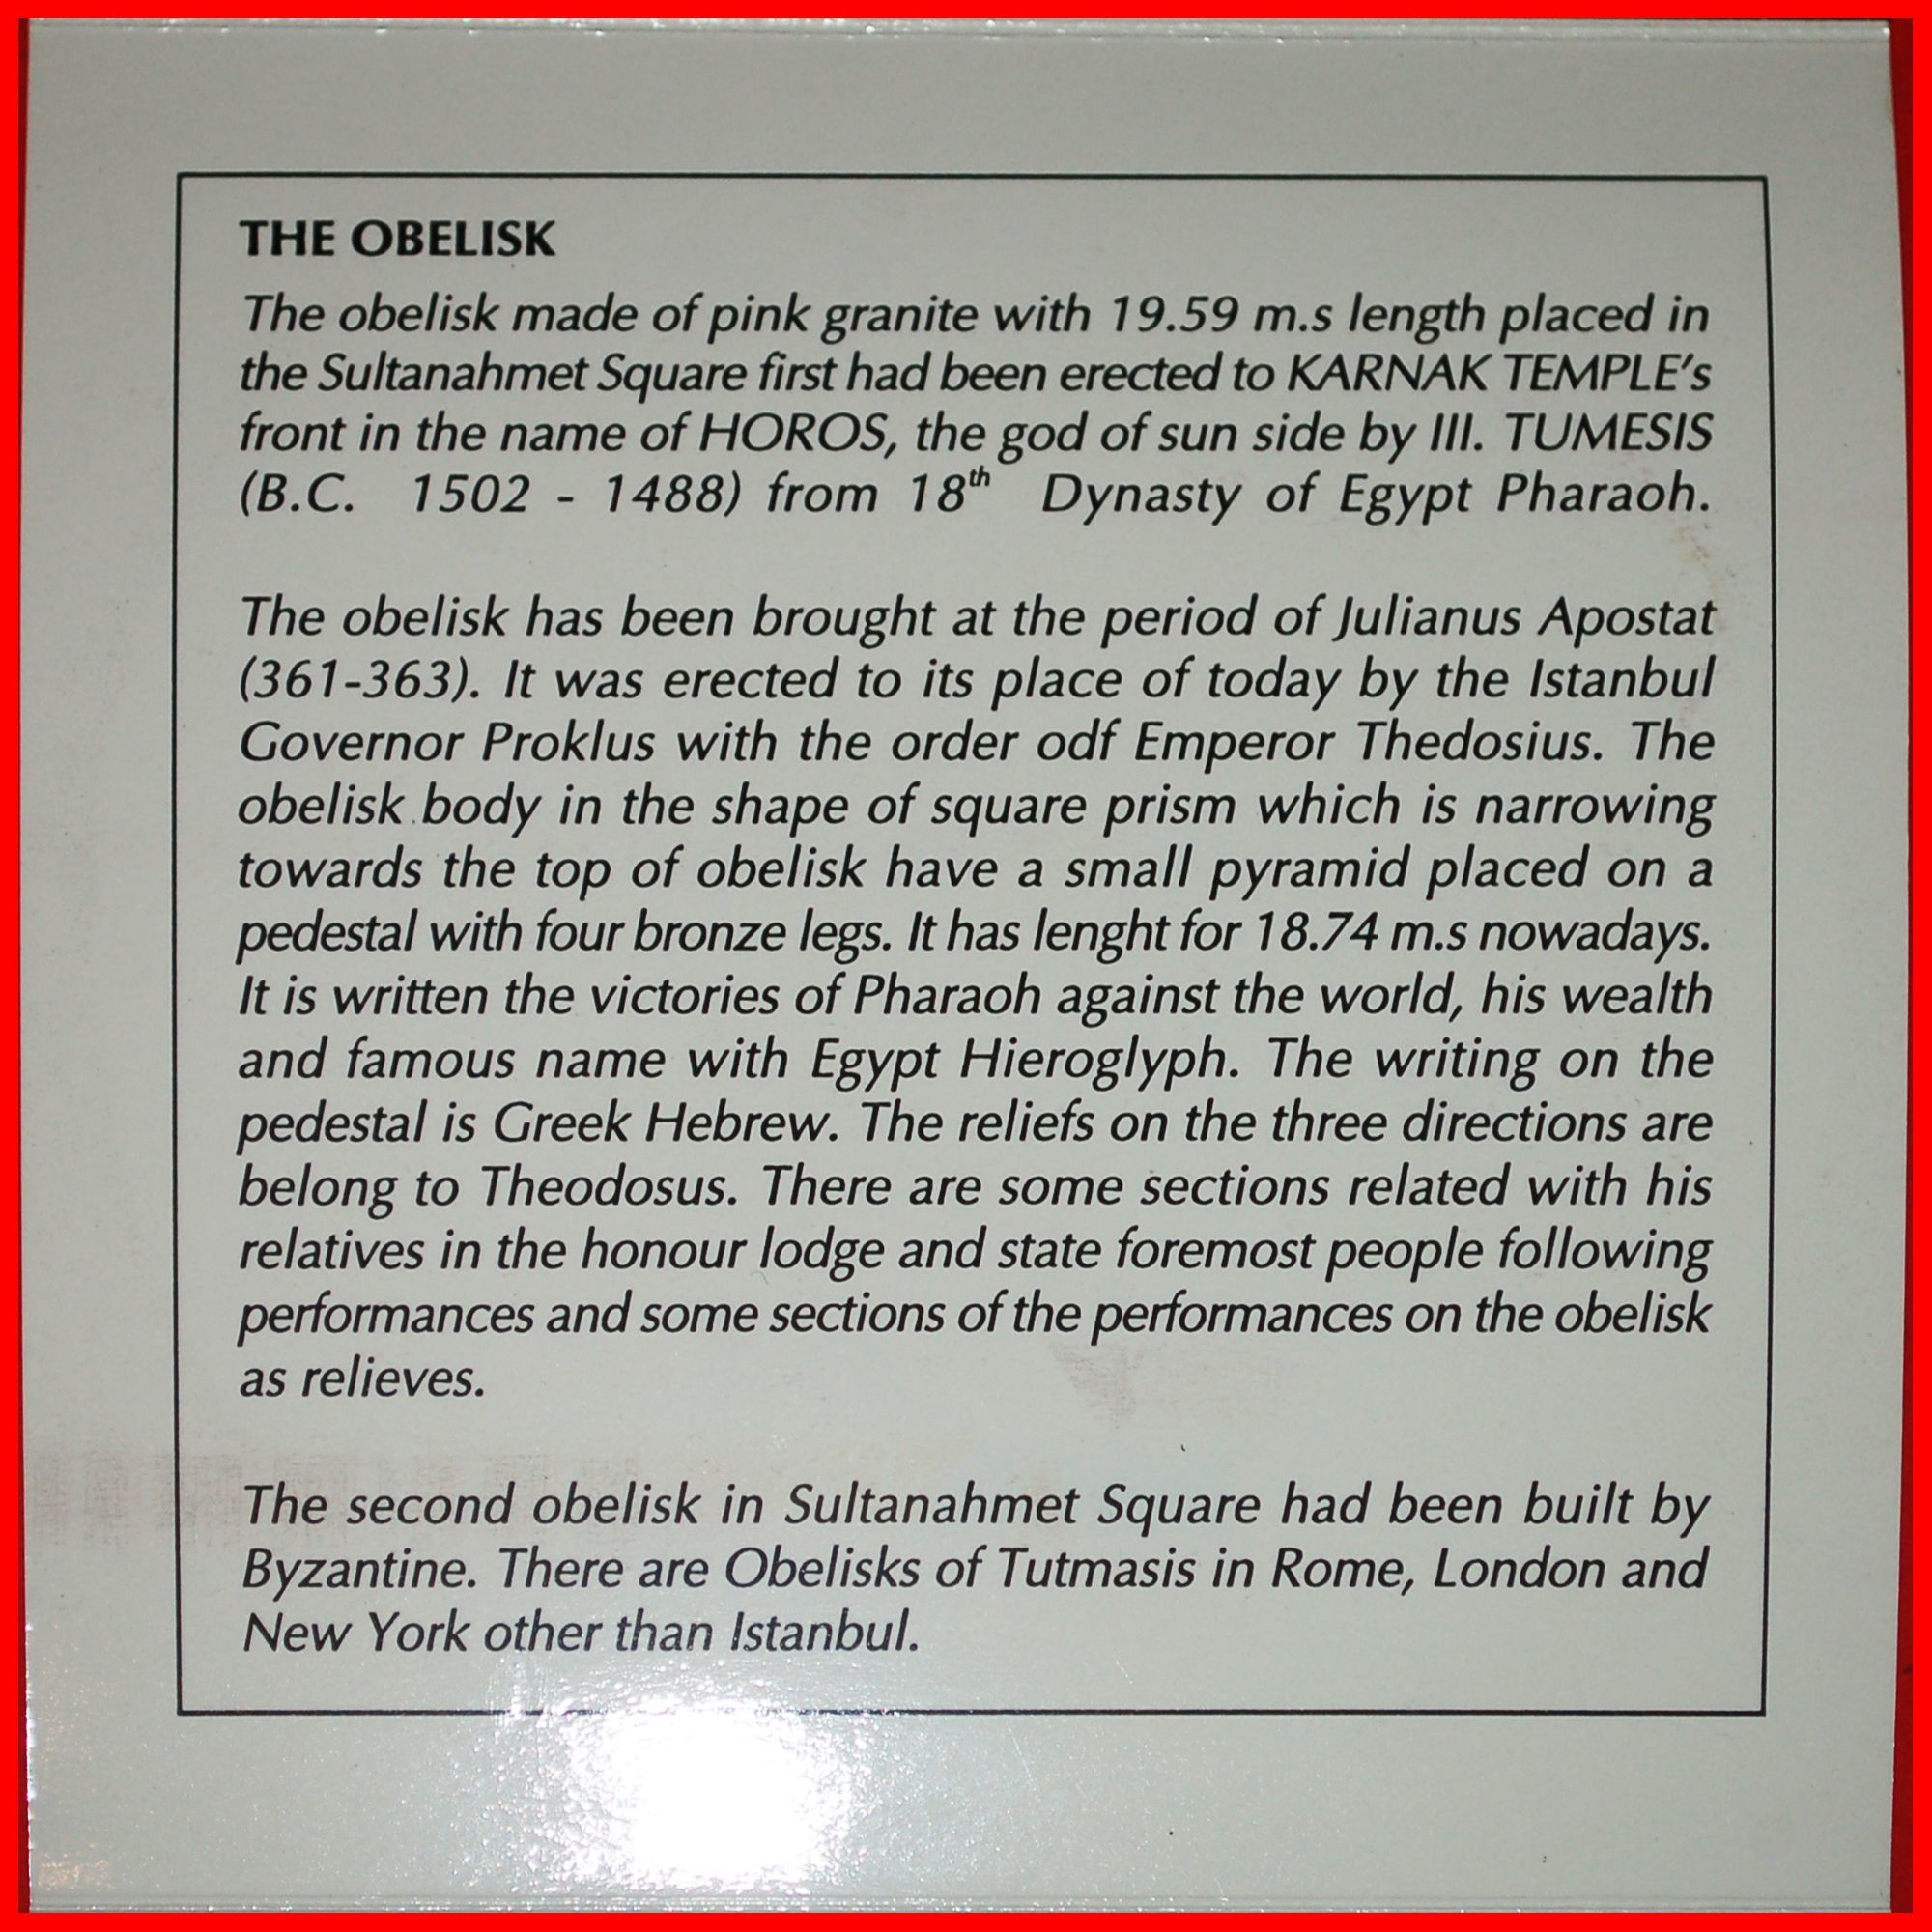 THE OBELISK
The obelisk made of pink granite with 19.59 m.s length placed in
the Sultanahmet Square first had been erected to KARNAK TEMPLE's
front in the name of HOROS, the god of sun side by III. TUMESIS
(B.C. 1502 - 1488) from 18th Dynasty of Egypt Pharaoh.
The obelisk has been brought at the period of Julianus Apostat
(361-363). It was erected to its place of today by the Istanbul
Governor Proklus with the order odf Emperor Thedosius. The
obelisk body in the shape of square prism which is narrowing
towards the top of obelisk have a small pyramid placed on a
pedestal with four bronze legs. It has lenght for 18.74 m.s nowadays.
It is written the victories of Pharaoh against the world, his wealth
and famous name with Egypt Hieroglyph. The writing on the
pedestal is Greek Hebrew. The reliefs on the three directions are
belong to Theodosus. There are some sections related with his
relatives in the honour lodge and state foremost people following
performances and some sections of the performances on the obelisk
as relieves.
The second obelisk in Sultanahmet Square had been built by
Byzantine. There are Obelisks of Tutmasis in Rome, London and
New York other than Istanbul.